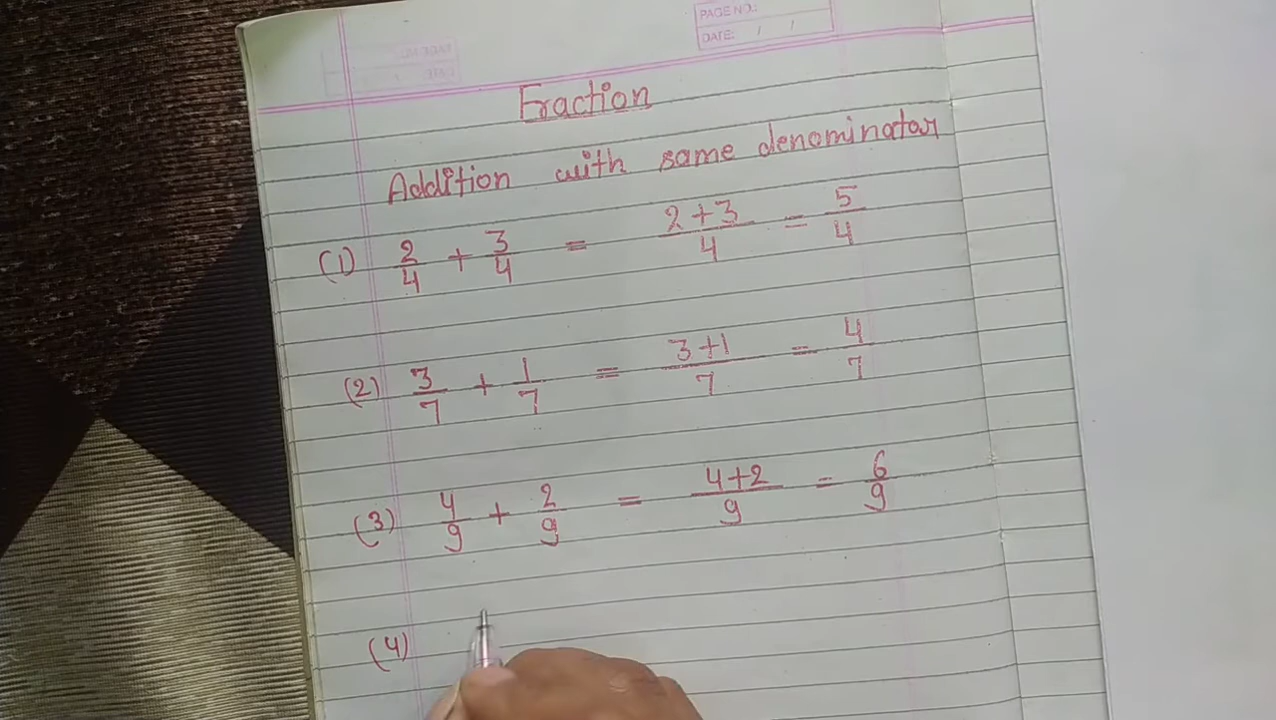 PAGE NO.:
DATE: / /
Fraction
Addition with same denominator
(1) 2/4 + 3/4 = 2+3/4 = 5/4
(2) 3/7 + 1/7 = 3+1/7 = 4/7
(3) 4/9 + 2/9 = 4+2/9 = 6/9
(4)